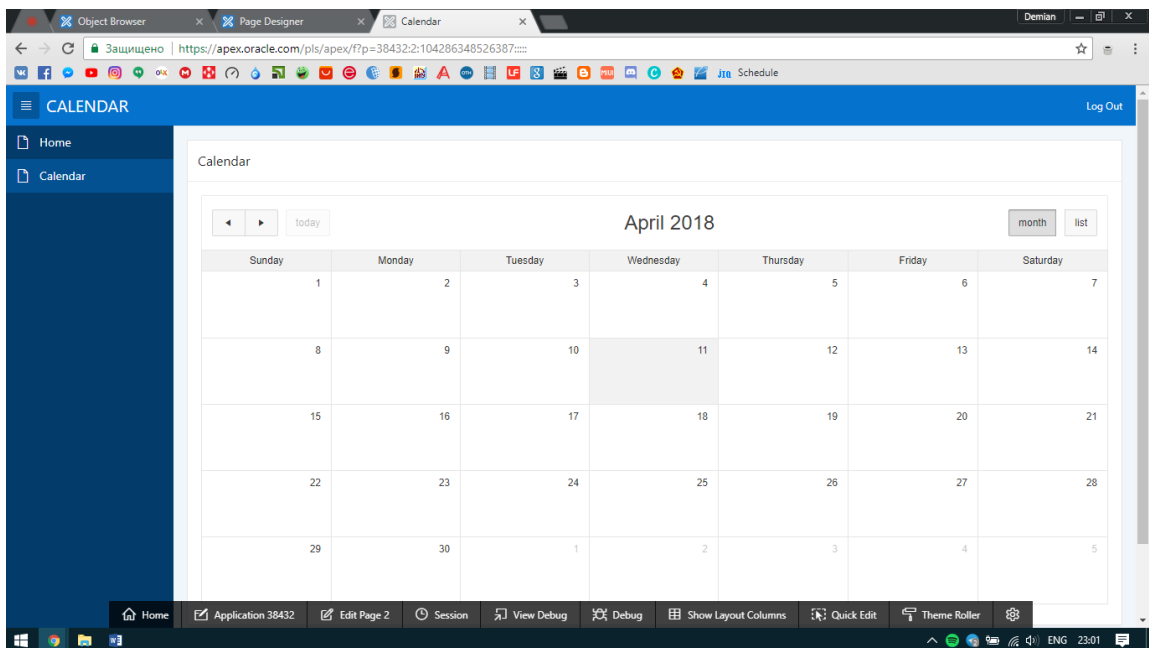 Object Browser
Page Designer
Calendar
Demian
Защищено https://apex.oracle.com/pls/apex/f?p=38432:2:104286348526387:::::
Schedule
CALENDAR
Log Out
Home
Calendar
Calendar
today
April 2018
month list
Sunday Monday Tuesday Wednesday Thursday Friday Saturday
1 2 3 4 5 6 7
8 9 10 11 12 13 14
15 16 17 18 19 20 21
22 23 24 25 26 27 28
29 30 1 2 3 4 5
Home Application 38432 Edit Page 2 Session View Debug Debug Show Layout Columns Quick Edit Theme Roller
ENG 23:01